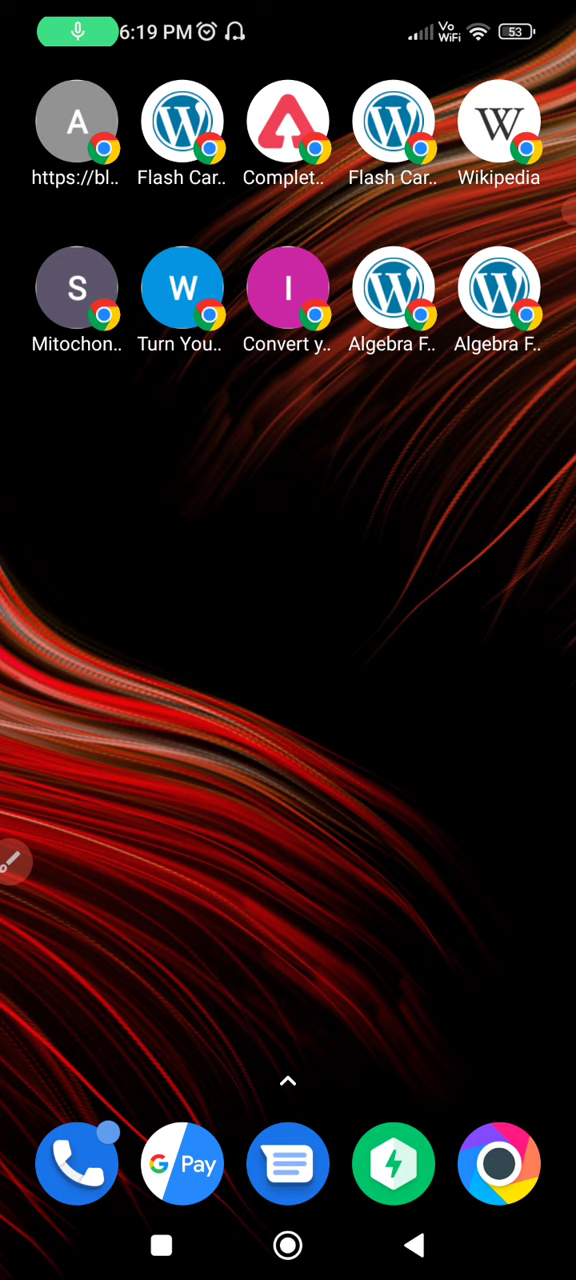 6:19 PM Vo WiFi 53
A W W W
https://bl.. Flash Car.. Complet.. Flash Car.. Wikipedia
S W I W W
Mitochon.. Turn You.. Convert y.. Algebra F.. Algebra F..
G Pay